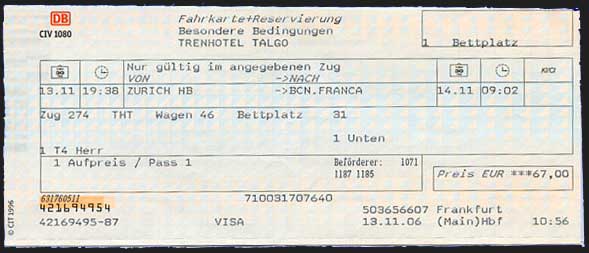 DB
CIV 1080
Fahrkarte+Reservierung
Besondere Bedingungen
TRENHOTEL TALGO
1 Bettplatz
Nur gültig im angegebenen Zug
VON ->NACH
13.11 19:38 ZURICH HB ->BCN.FRANCA 14.11 09:02
Zug 274 THT Wagen 46 Bettplatz 31
1 Unten
1 T4 Herr
1 Aufpreis / Pass 1
Beförderer: 1071
1187 1185
Preis EUR ***67,00
631760511
710031707640
421694954
503656607 Frankfurt
42169495-87 VISA 13.11.06 (Main)Hbf 10:56
© CIT 1996